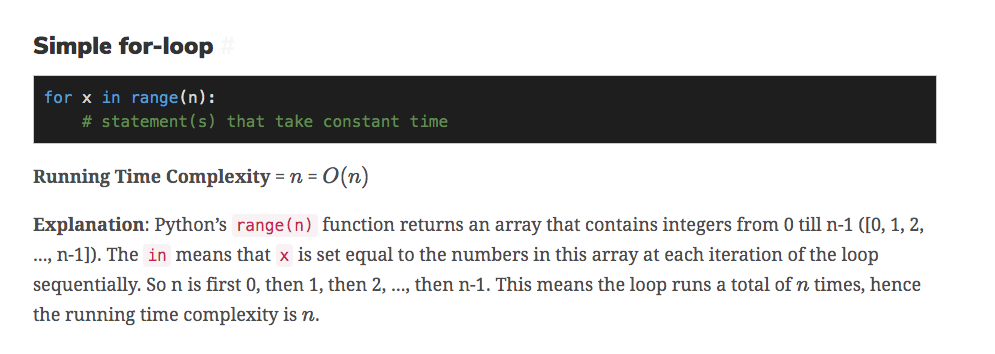 Simple for-loop #
for x in range(n):
    # statement(s) that take constant time
Running Time Complexity = n = O(n)
Explanation: Python’s range(n) function returns an array that contains integers from 0 till n-1 ([0, 1, 2,
..., n-1]). The in means that x is set equal to the numbers in this array at each iteration of the loop
sequentially. So n is first 0, then 1, then 2, ..., then n-1. This means the loop runs a total of n times, hence
the running time complexity is n.